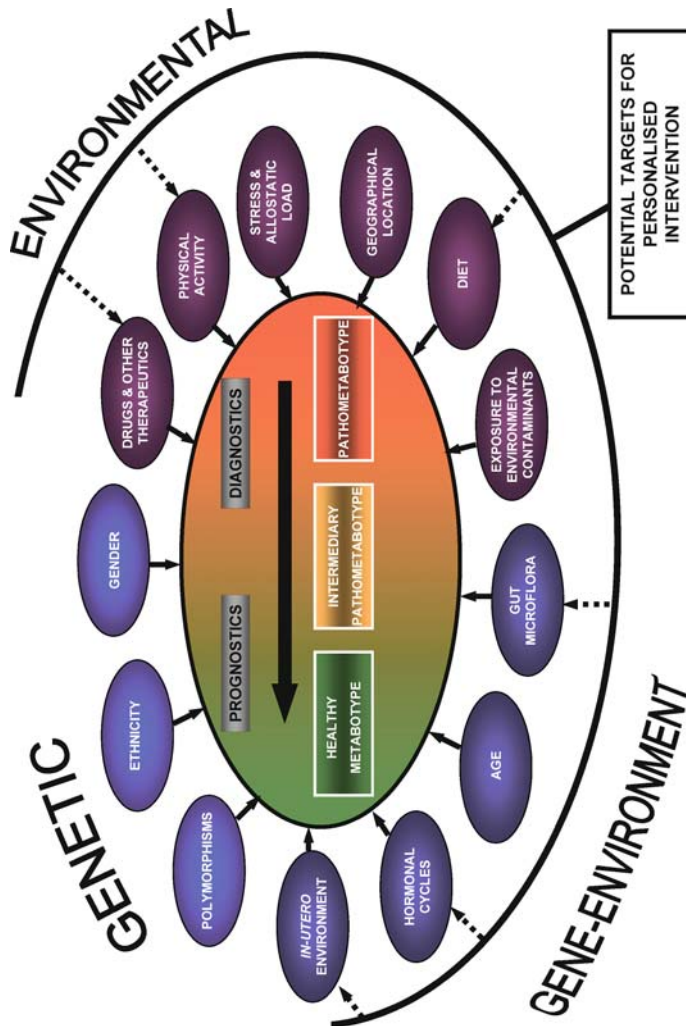 GENETIC
ENVIRONMENTAL
GENE-ENVIRONMENT
POLYMORPHISMS
ETHNICITY
GENDER
DRUGS & OTHER
THERAPEUTICS
PHYSICAL
ACTIVITY
STRESS &
ALLOSTATIC
LOAD
GEOGRAPHICAL
LOCATION
DIET
EXPOSURE TO
ENVIRONMENTAL
CONTAMINANTS
GUT
MICROFLORA
AGE
HORMONAL
CYCLES
IN-UTERO
ENVIRONMENT
PROGNOSTICS
DIAGNOSTICS
HEALTHY
METABOTYPE
INTERMEDIARY
PATHOMETABOTYPE
PATHOMETABOTYPE
POTENTIAL TARGETS FOR
PERSONALISED
INTERVENTION